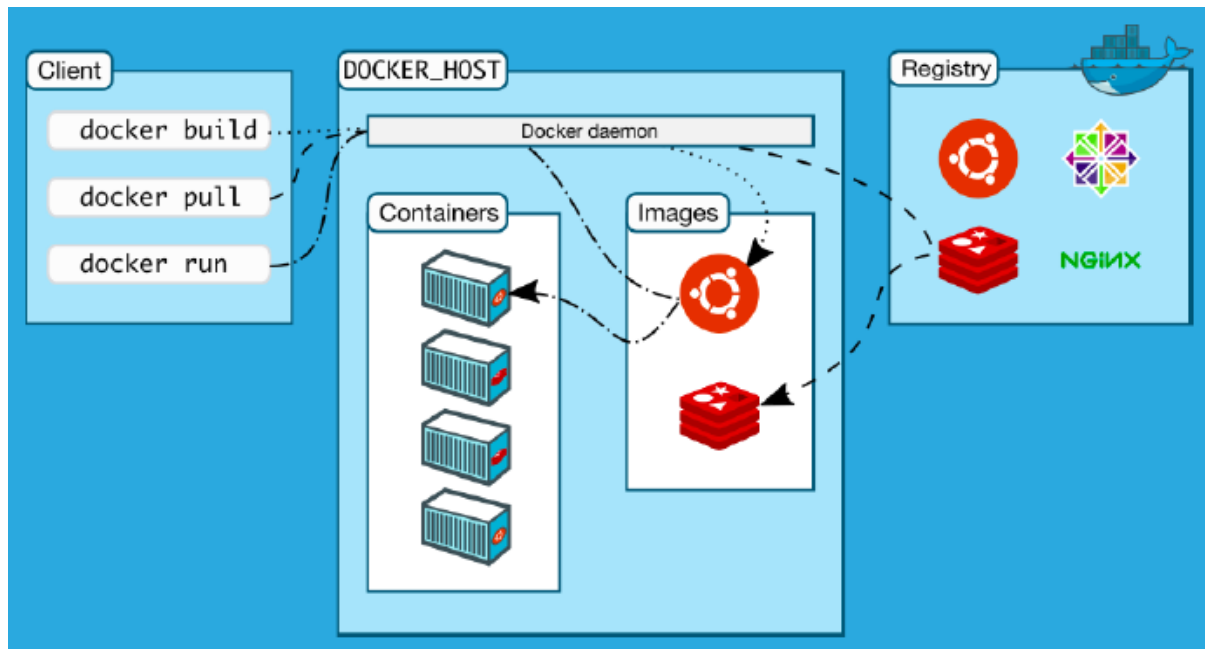 Client
docker build
docker pull
docker run
DOCKER_HOST
Docker daemon
Containers
Images
Registry
NGINX